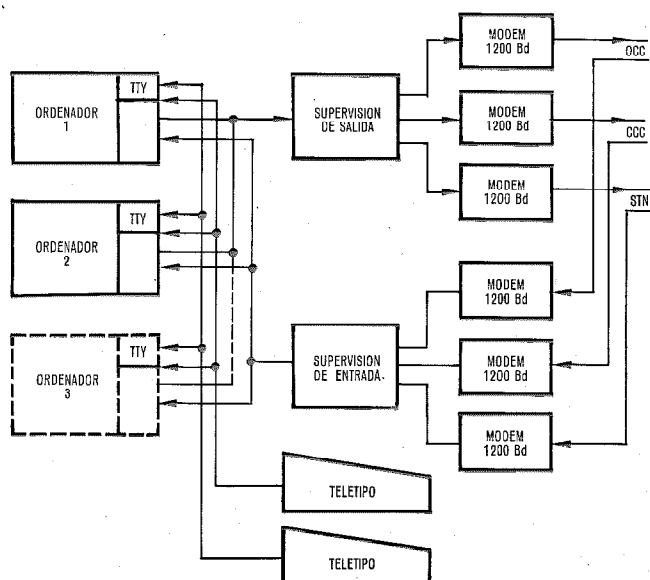 MODEM
1200 Bd
OCC
TTY
ORDENADOR
1
SUPERVISION
DE SALIDA
MODEM
1200 Bd
CCC
MODEM
1200 Bd
STN
TTY
ORDENADOR
2
MODEM
1200 Bd
TTY
ORDENADOR
3
SUPERVISION
DE ENTRADA.
MODEM
1200 Bd
MODEM
1200 Bd
TELETIPO
TELETIPO